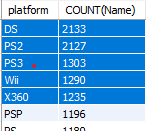 platform COUNT(Name)
DS 2133
PS2 2127
PS3 1303
Wii 1290
X360 1235
PSP 1196